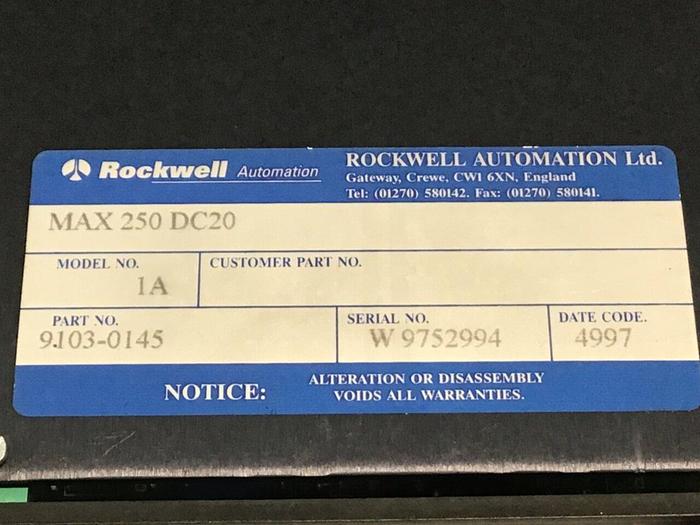 Rockwell Automation
ROCKWELL AUTOMATION Ltd.
Gateway, Crewe, CW1 6XN, England
Tel: (01270) 580142. Fax: (01270) 580141.
MAX 250 DC20
MODEL NO.
1A
CUSTOMER PART NO.
PART NO.
9.103-0145
SERIAL NO.
W 9752994
DATE CODE.
4997
NOTICE:
ALTERATION OR DISASSEMBLY
VOIDS ALL WARRANTIES.